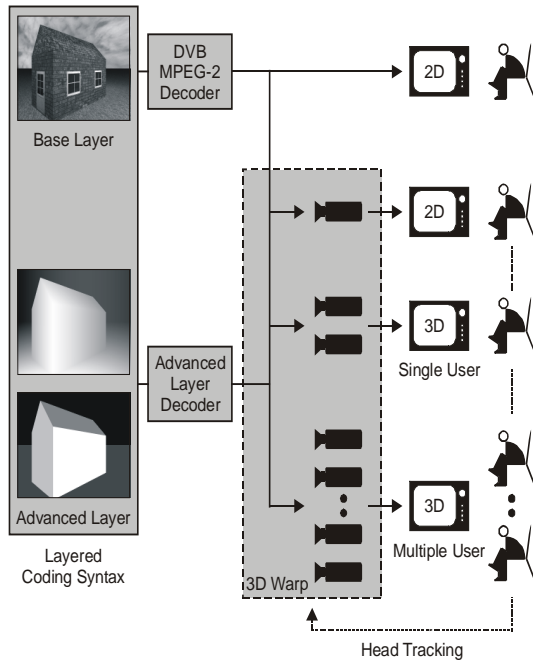 DVB
MPEG-2
Decoder
2D
Base Layer
2D
3D
Advanced
Layer
Decoder
Single User
3D
Advanced Layer
Multiple User
Layered
Coding Syntax
3D Warp
Head Tracking